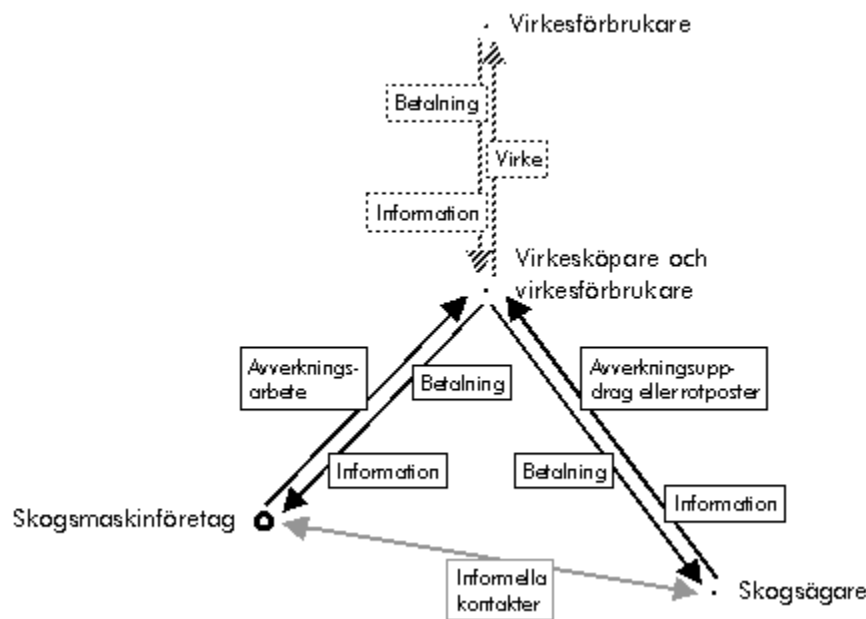 Virkesförbrukare
Betalning
Virke
Information
Virkesköpare och
virkesförbrukare
Avverknings-
arbete
Betalning
Avverkningsupp-
drag eller rotposter
Information
Betalning
Information
Skogsmaskinföretag
Informella
kontakter
Skogsägare